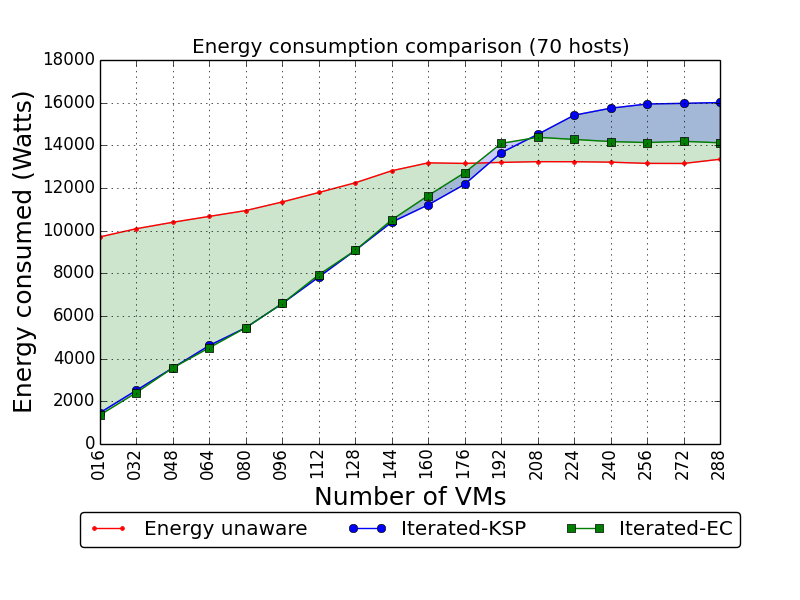 Energy consumption comparison (70 hosts)
18000
16000
14000
12000
10000
8000
6000
4000
2000
0
Energy consumed (Watts)
016 032 048 064 080 096 112 128 144 160 176 192 208 224 240 256 272 288
Number of VMs
Energy unaware Iterated-KSP Iterated-EC